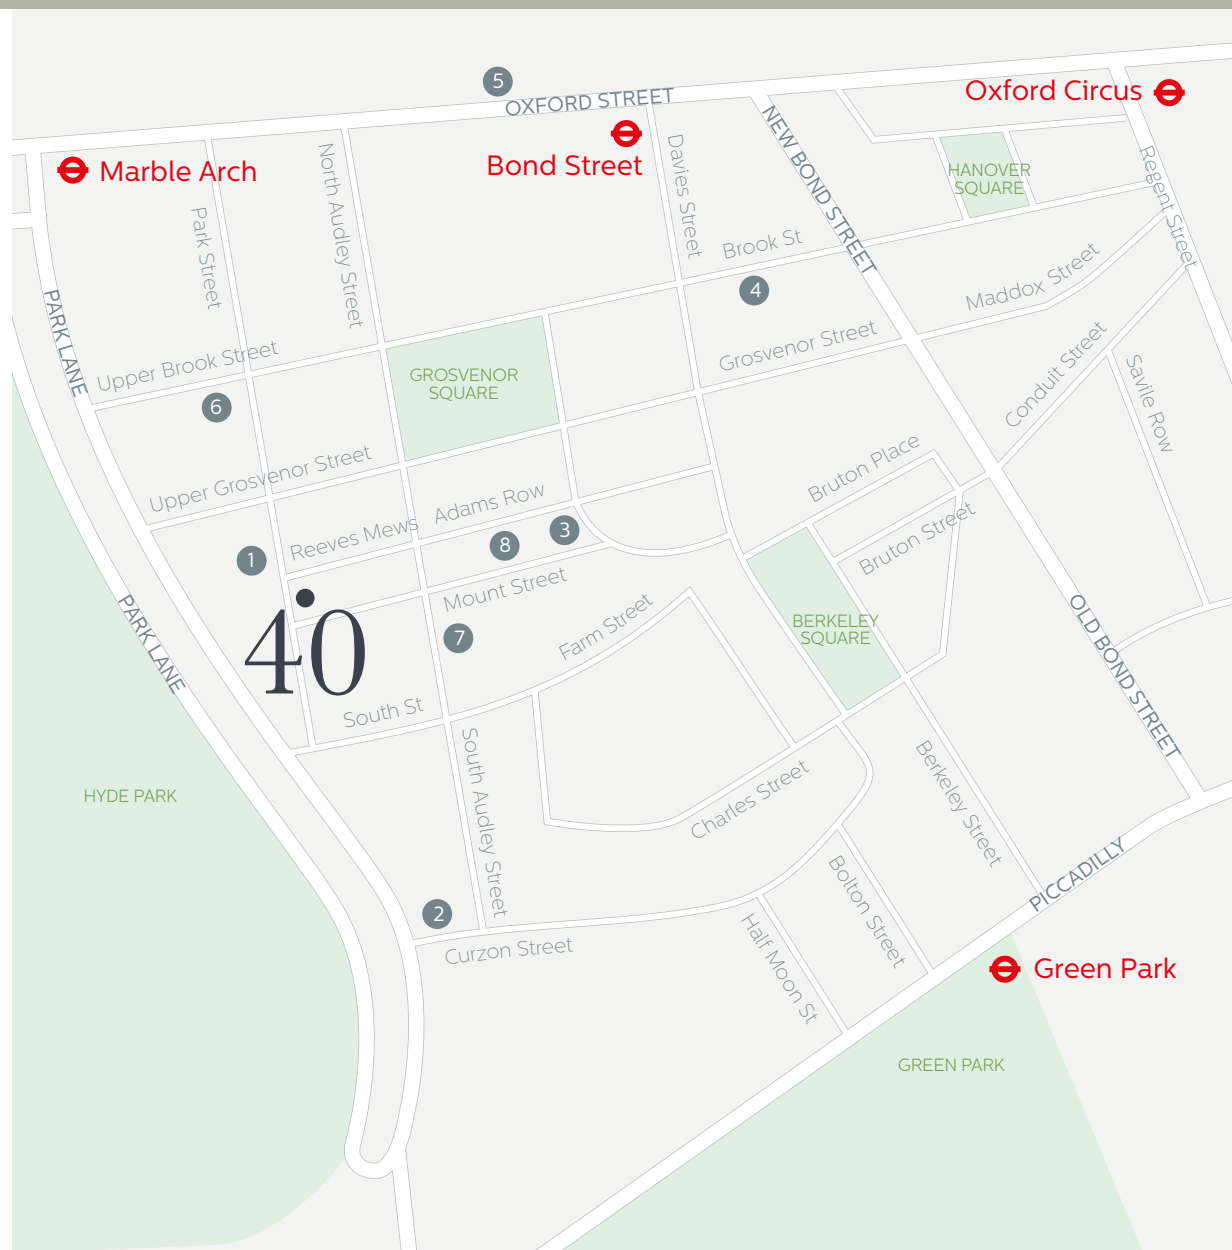 5
OXFORD STREET
Oxford Circus
Marble Arch
Bond Street
NEW BOND STREET
HANOVER
SQUARE
Regent Street
Park Street
North Audley Street
Davies Street
Brook St
4
Maddox Street
PARK LANE
Upper Brook Street
6
GROSVENOR
SQUARE
Grosvenor Street
Conduit Street
Savile Row
Upper Grosvenor Street
Reeves Mews
Adams Row
Bruton Place
Bruton Street
1
8
3
Mount Street
40
7
Farm Street
BERKELEY
SQUARE
PARK LANE
OLD BOND STREET
South St
South Audley Street
HYDE PARK
Charles Street
Berkeley Street
PICCADILLY
Bolton Street
Half Moon St
2
Curzon Street
Green Park
GREEN PARK